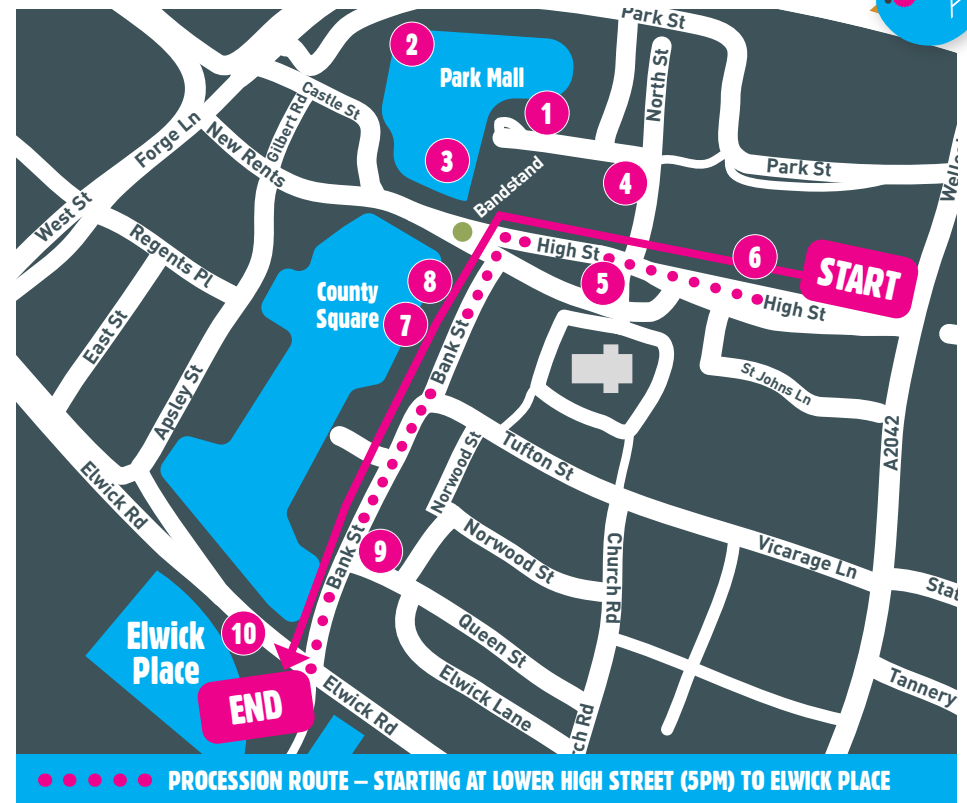 Park St
2
Park Mall
North St
Castle St
1
Gilbert Rd
Forge Ln
New Rents
3
Bandstand
4
Park St
West St
Regents Pl
High St
6
START
County
Square
8
5
7
High St
East St
Bank St
St Johns Ln
Apsley St
A2042
Norwood St
Tufton St
Elwick Rd
Bank St
9
Norwood St
Church Rd
Vicarage Ln
Elwick
Place
10
Queen St
Elwick Lane
Tannery
END
Elwick Rd
PROCESSION ROUTE – STARTING AT LOWER HIGH STREET (5PM) TO ELWICK PLACE